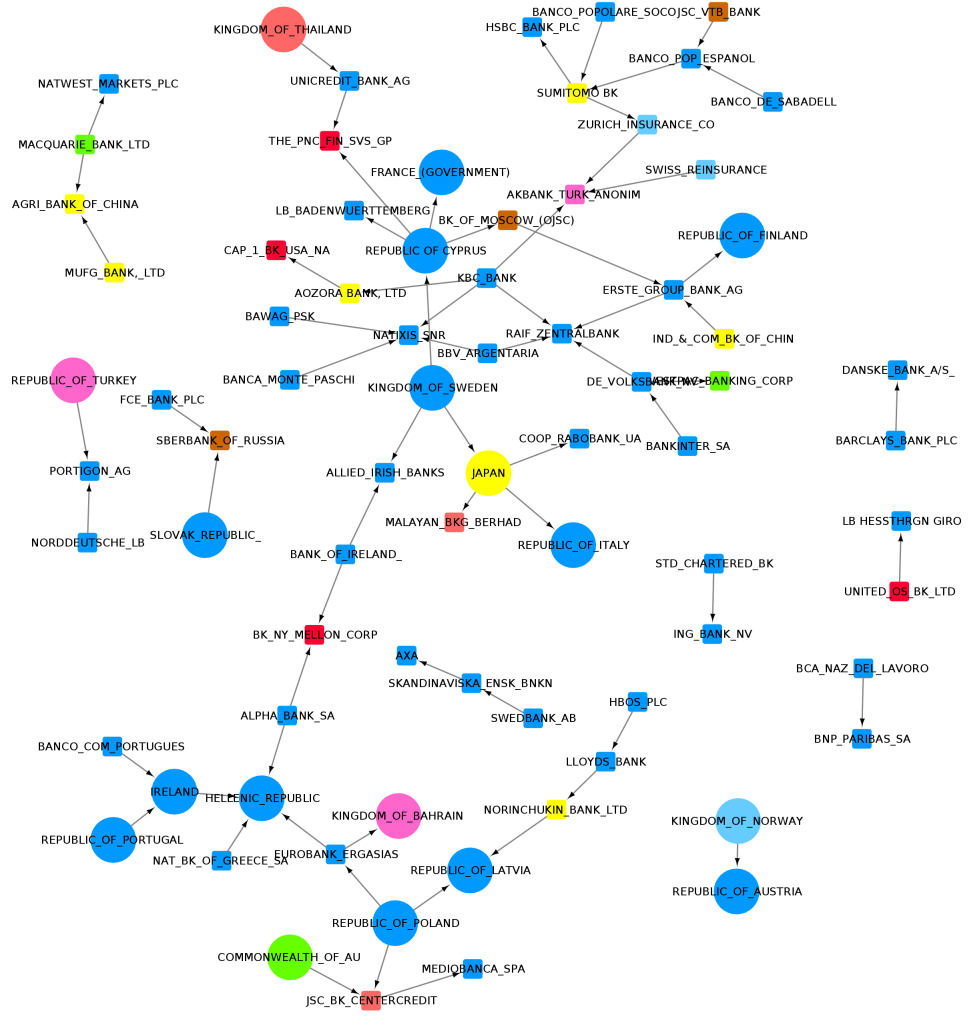 BANCO_POPOLARE_SOCO
JSC_VTB_BANK
HSBC_BANK_PLC
KINGDOM_OF_THAILAND
BANCO_POP_ESPANOL
UNICREDIT_BANK_AG
NATWEST_MARKETS_PLC
SUMITOMO BK
BANCO_DE_SABADELL
ZURICH_INSURANCE_CO
THE_PNC_FIN_SVS_GP
MACQUARIE_BANK_LTD
SWISS_REINSURANCE
FRANCE_(GOVERNMENT)
AKBANK_TURK_ANONIM
AGRI_BANK_OF_CHINA
LB_BADENWUERTTEMBERG
BK_OF_MOSCOW_(OJSC)
REPUBLIC_OF_FINLAND
CAP_1_BK_USA_NA
REPUBLIC OF CYPRUS
MUFG_BANK,_LTD
KBC_BANK
AOZORA BANK, LTD
ERSTE_GROUP_BANK_AG
BAWAG_PSK
NATIXIS_SNR
RAIF_ZENTRALBANK
IND_&_COM_BK_OF_CHIN
BBV_ARGENTARIA
REPUBLIC_OF_TURKEY
BANCA_MONTE_PASCHI
KINGDOM_OF_SWEDEN
DE_VOLKSBANK_NV
BANKING_CORP
DANSKE_BANK_A/S_
FCE_BANK_PLC
SBERBANK_OF_RUSSIA
COOP_RABOBANK_UA
BANKINTER_SA
BARCLAYS_BANK_PLC
PORTIGON_AG
ALLIED_IRISH_BANKS
JAPAN
MALAYAN_BKG_BERHAD
LB HESSTHRGN GIRO
NORDDEUTSCHE_LB
SLOVAK_REPUBLIC_
REPUBLIC_OF_ITALY
BANK_OF_IRELAND_
STD_CHARTERED_BK
UNITED_OS_BK_LTD
BK_NY_MELLON_CORP
ING_BANK_NV
AXA
BCA_NAZ_DEL_LAVORO
SKANDINAVISKA_ENSK_BNKN
HBOS_PLC
ALPHA_BANK_SA
SWEDBANK_AB
BNP_PARIBAS_SA
BANCO_COM_PORTUGUES
LLOYDS_BANK
IRELAND
HELLENIC_REPUBLIC
NORINCHUKIN_BANK_LTD
KINGDOM_OF_BAHRAIN
KINGDOM_OF_NORWAY
REPUBLIC_OF_PORTUGAL
NAT_BK_OF_GREECE_SA
EUROBANK_ERGASIAS
REPUBLIC_OF_LATVIA
REPUBLIC_OF_AUSTRIA
REPUBLIC_OF_POLAND
COMMONWEALTH_OF_AU
MEDIOBANCA_SPA
JSC_BK_CENTERCREDIT